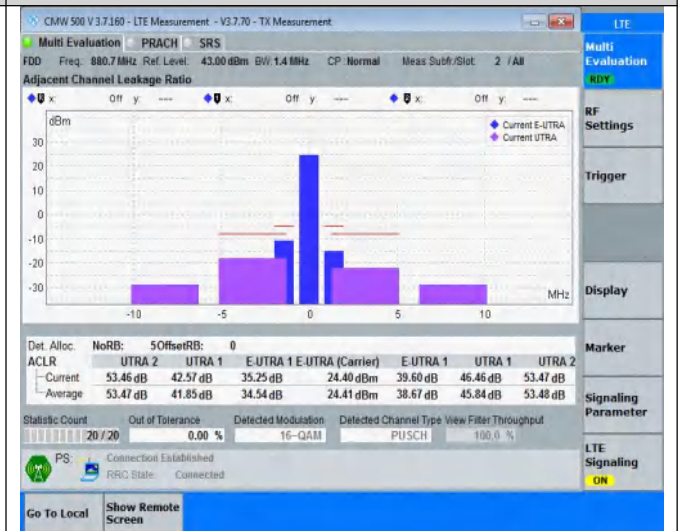 CMW 500 V 3.7.160 - LTE Measurement - V3.7.70 - TX Measurement
LTE
Multi Evaluation PRACH SRS
Multi Evaluation
RDY
FDD Freq.: 880.7 MHz Ref. Level: 43.00 dBm BW: 1.4 MHz CP: Normal Meas Subfr./Slot: 2 / All
Adjacent Channel Leakage Ratio
x: Off y: --- x: Off y: --- x: Off y: ---
dBm
Current E-UTRA
Current UTRA
30
20
10
0
-10
-20
-30
MHz
-10 -5 0 5 10
RF Settings
Trigger
Display
Marker
Signaling Parameter
LTE Signaling
ON
Det. Alloc. NoRB: 5 OffsetRB: 0
ACLR UTRA 2 UTRA 1 E-UTRA 1 E-UTRA (Carrier) E-UTRA 1 UTRA 1 UTRA 2
Current 53.46 dB 42.57 dB 35.25 dB 24.40 dBm 39.60 dB 46.46 dB 53.47 dB
Average 53.47 dB 41.85 dB 34.54 dB 24.41 dBm 38.67 dB 45.84 dB 53.48 dB
Statistic Count Out of Tolerance Detected Modulation Detected Channel Type View Filter Throughput
20 / 20 0.00 % 16-QAM PUSCH 100.0 %
PS: Connection Established
RRC State: Connected
Go To Local
Show Remote Screen